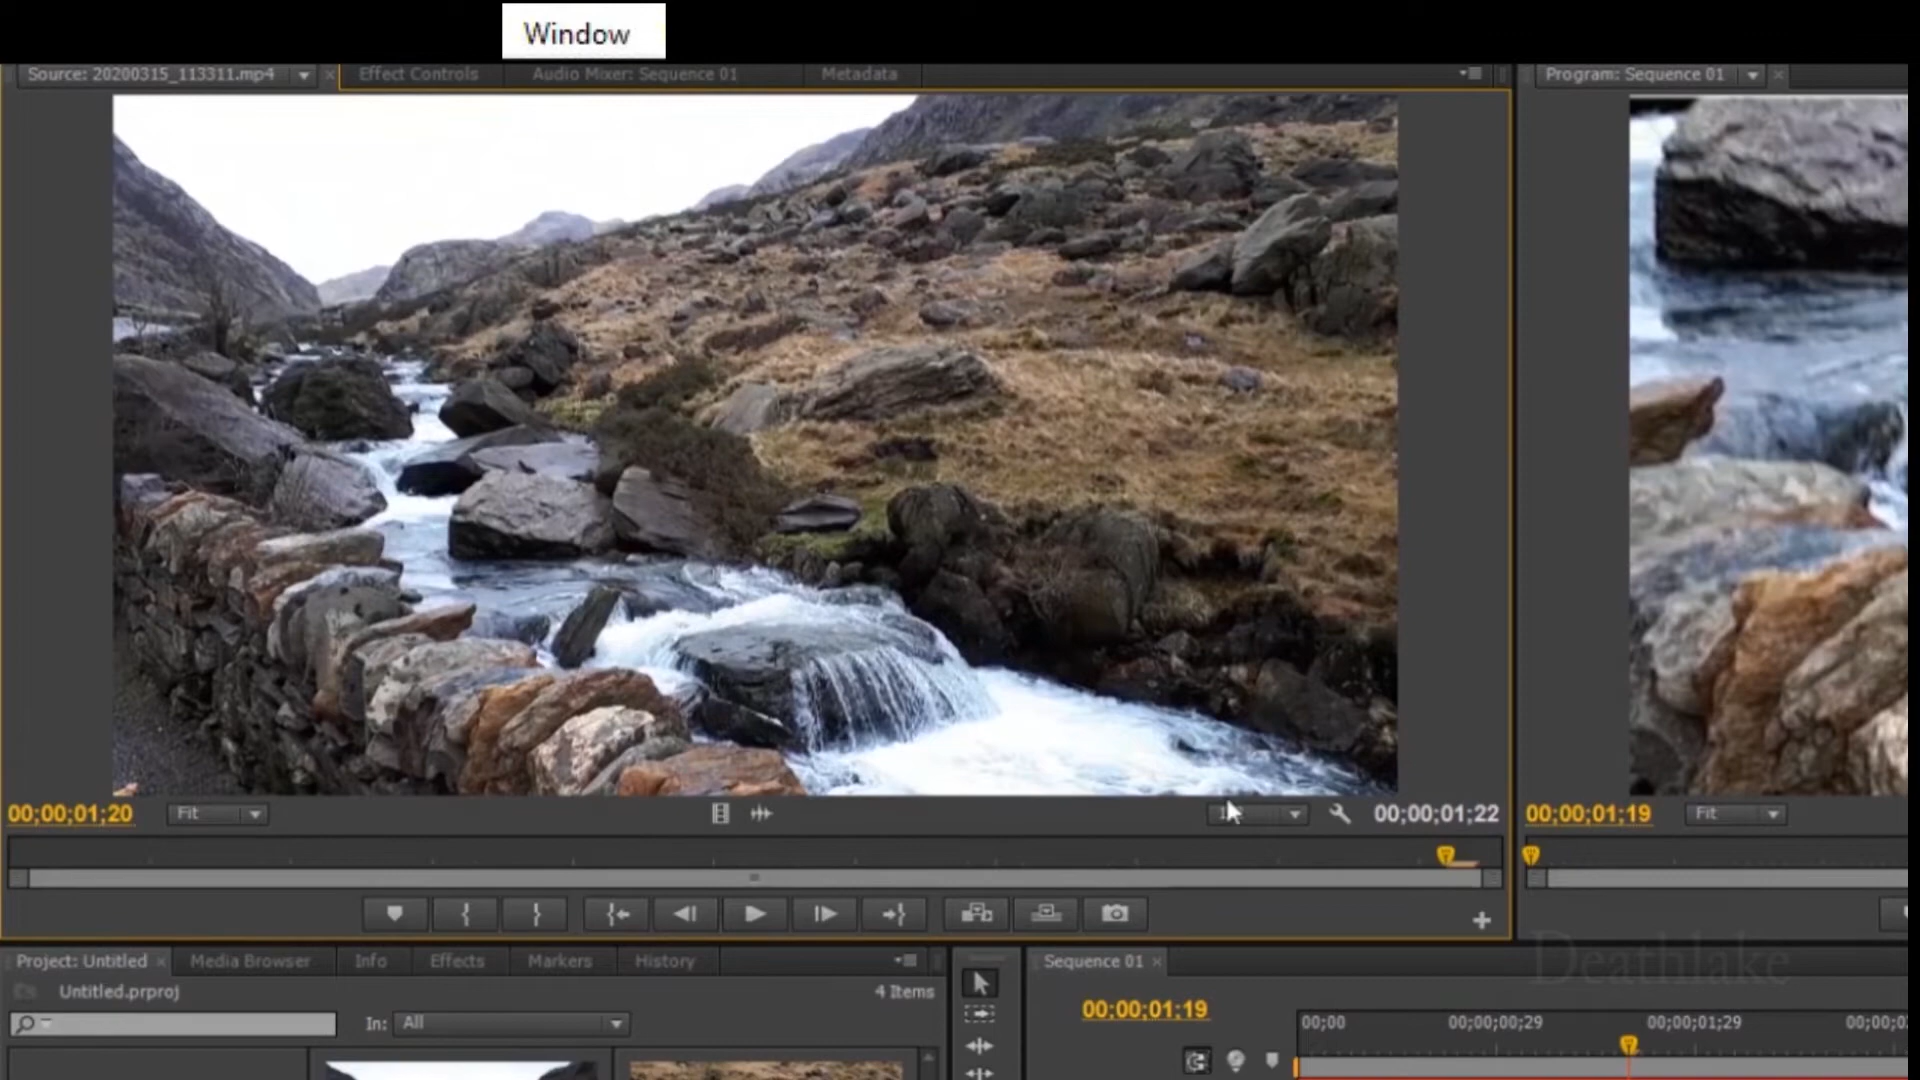 Window
Source: 20200315_113311.mp4
Effect Controls
Audio Mixer: Sequence 01
Metadata
Program: Sequence 01
00;00;01;20
Fit
00;00;01;22
00;00;01;19
Fit
Project: Untitled
Media Browser
Info
Effects
Markers
History
Sequence 01
Deathlake
Untitled.prproj
4 Items
In: All
00;00;01;19
00;00
00;00;00;29
00;00;01;29